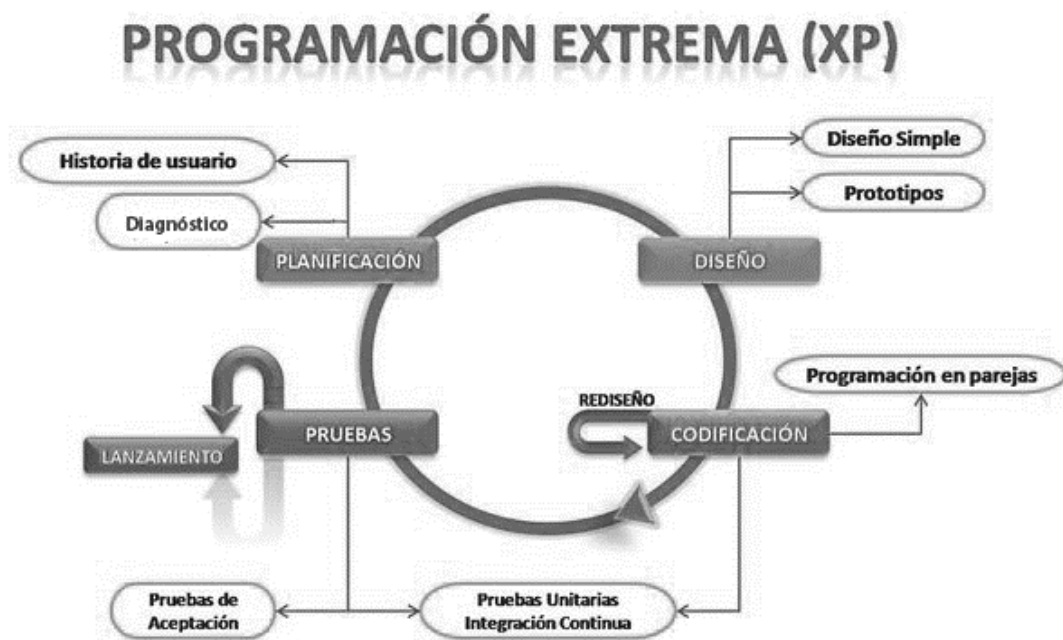 PROGRAMACIÓN EXTREMA (XP)
Historia de usuario
Diagnóstico
PLANIFICACIÓN
Diseño Simple
Prototipos
DISEÑO
Programación en parejas
REDISEÑO
CODIFICACIÓN
PRUEBAS
LANZAMIENTO
Pruebas de
Aceptación
Pruebas Unitarias
Integración Continua